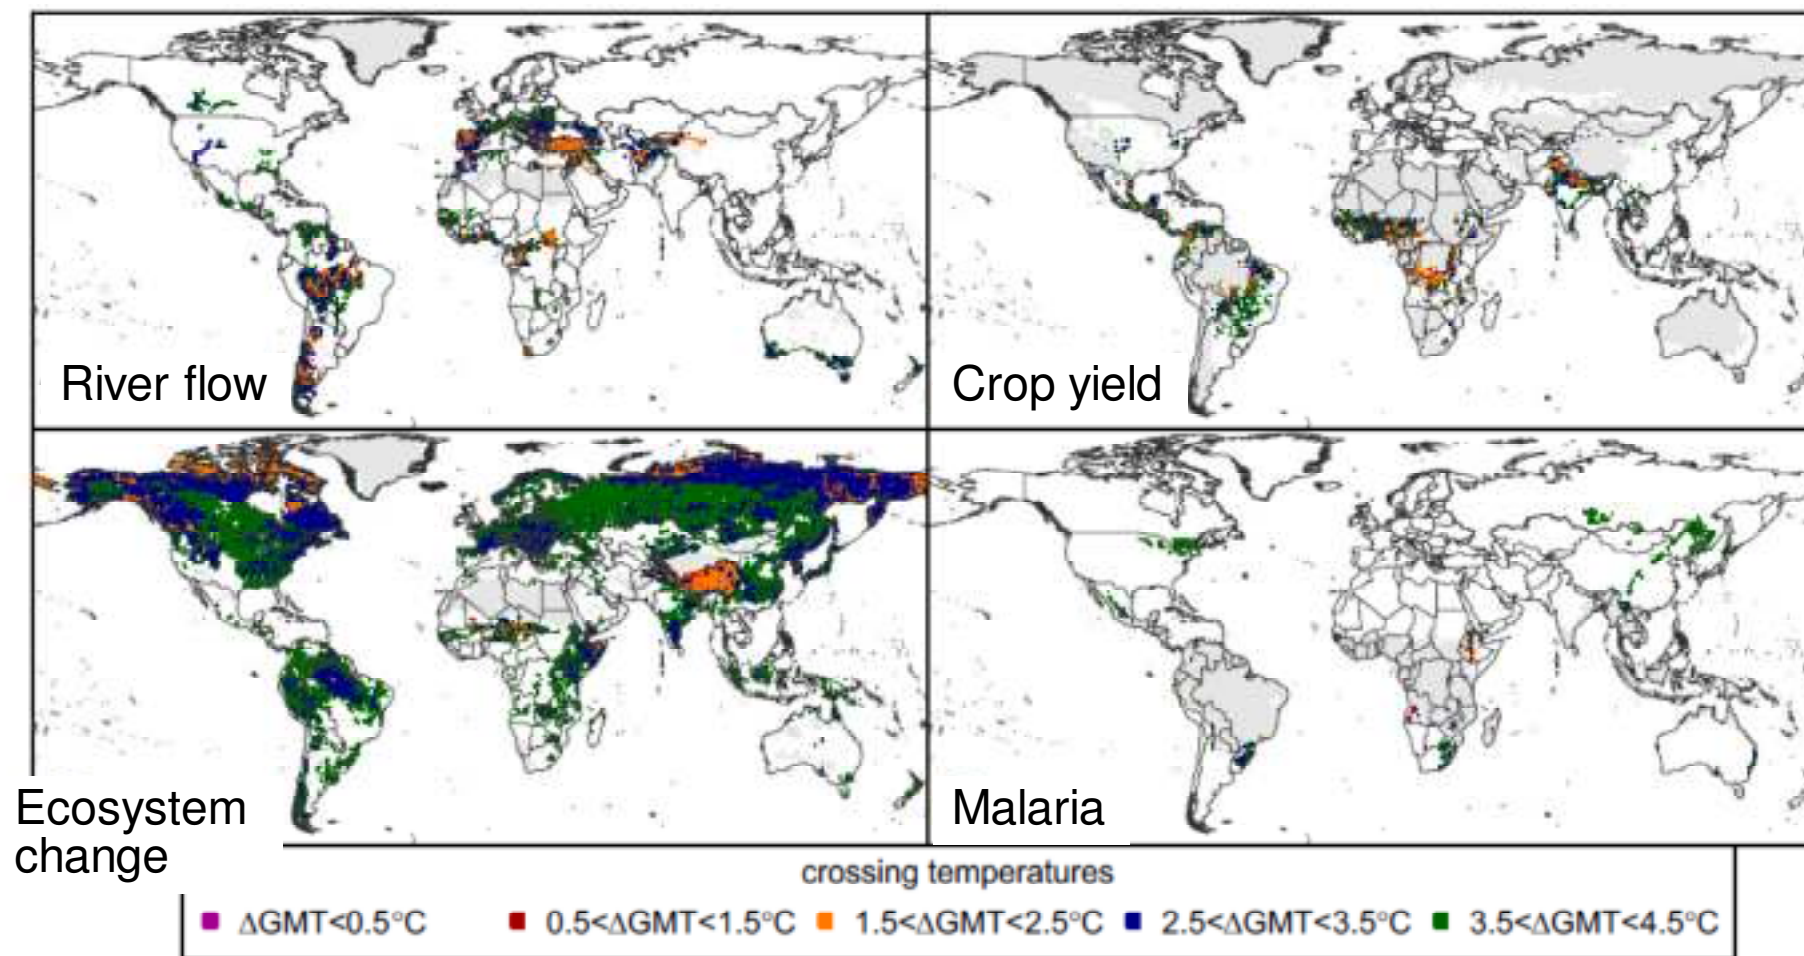 River flow
Crop yield
Ecosystem
change
Malaria
crossing temperatures
ΔGMT<0.5°C
0.5<ΔGMT<1.5°C
1.5<ΔGMT<2.5°C
2.5<ΔGMT<3.5°C
3.5<ΔGMT<4.5°C